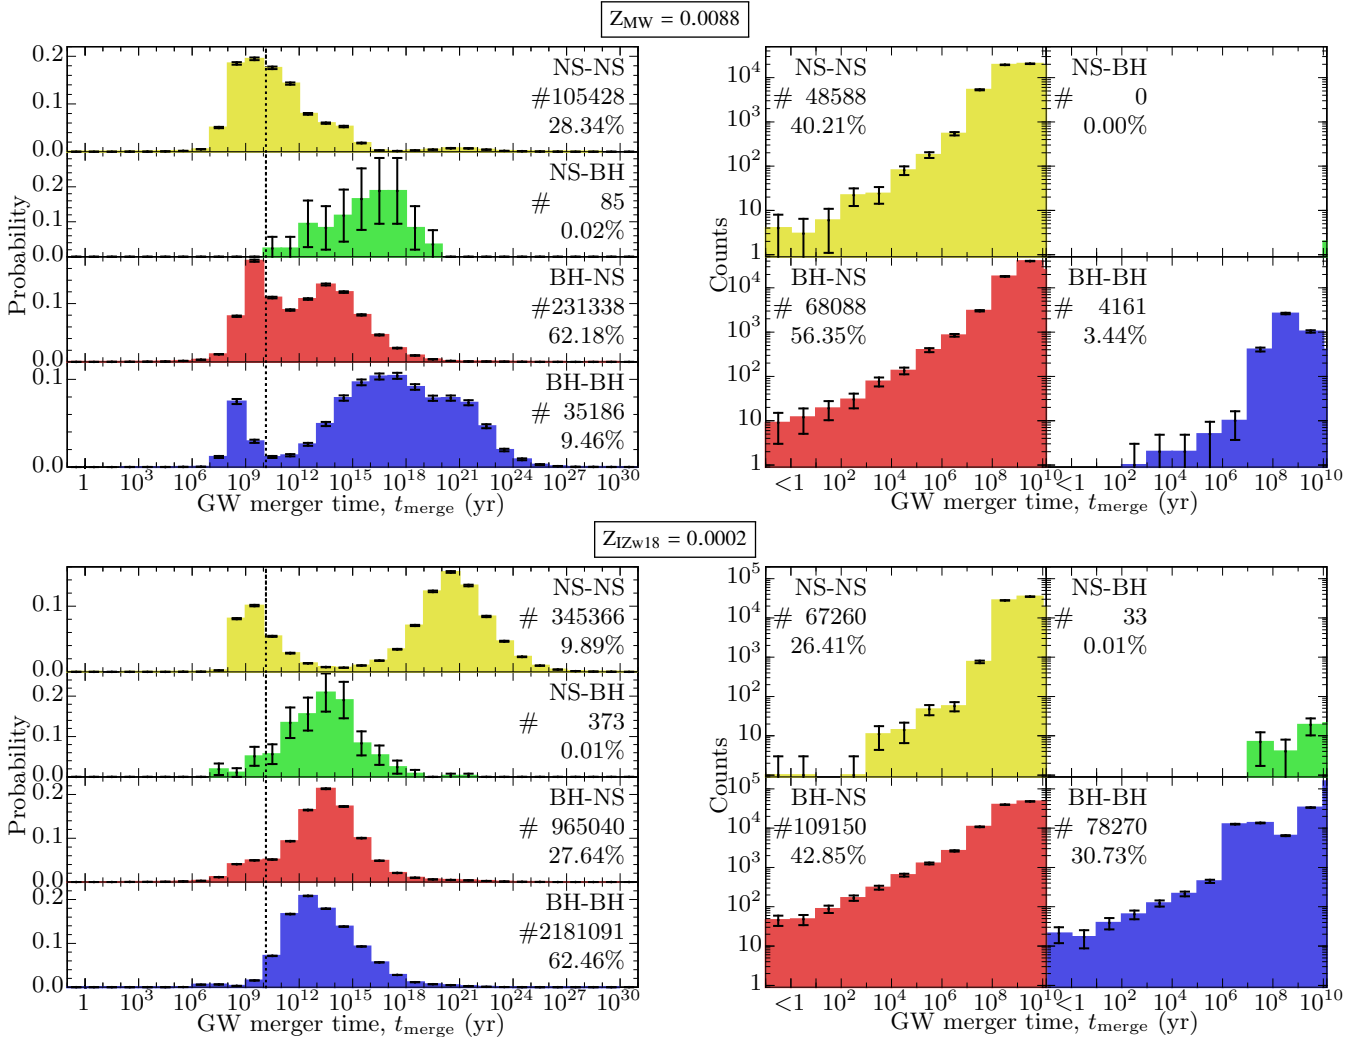 Z_MW = 0.0088
Probability
0.2
0.1
0.0
NS-NS
#105428
28.34%
0.2
0.1
0.0
NS-BH
# 85
0.02%
0.1
0.0
BH-NS
#231338
62.18%
0.1
0.0
BH-BH
# 35186
9.46%
1 10^3 10^6 10^9 10^12 10^15 10^18 10^21 10^24 10^27 10^30
GW merger time, t_merge (yr)
Counts
10^4
10^3
10^2
10
1
NS-NS
# 48588
40.21%
NS-BH
# 0
0.00%
10^4
10^3
10^2
10
1
BH-NS
# 68088
56.35%
BH-BH
# 4161
3.44%
<1 10^2 10^4 10^6 10^8 <1 10^2 10^4 10^6 10^8 10^10
GW merger time, t_merge (yr)
Z_IZw18 = 0.0002
Probability
0.1
0.0
NS-NS
# 345366
9.89%
0.2
0.1
0.0
NS-BH
# 373
0.01%
0.2
0.1
0.0
BH-NS
# 965040
27.64%
0.2
0.1
0.0
BH-BH
#2181091
62.46%
1 10^3 10^6 10^9 10^12 10^15 10^18 10^21 10^24 10^27 10^30
GW merger time, t_merge (yr)
Counts
10^5
10^4
10^3
10^2
10
1
NS-NS
# 67260
26.41%
NS-BH
# 33
0.01%
10^5
10^4
10^3
10^2
10
1
BH-NS
#109150
42.85%
BH-BH
# 78270
30.73%
<1 10^2 10^4 10^6 10^8 <1 10^2 10^4 10^6 10^8 10^10
GW merger time, t_merge (yr)